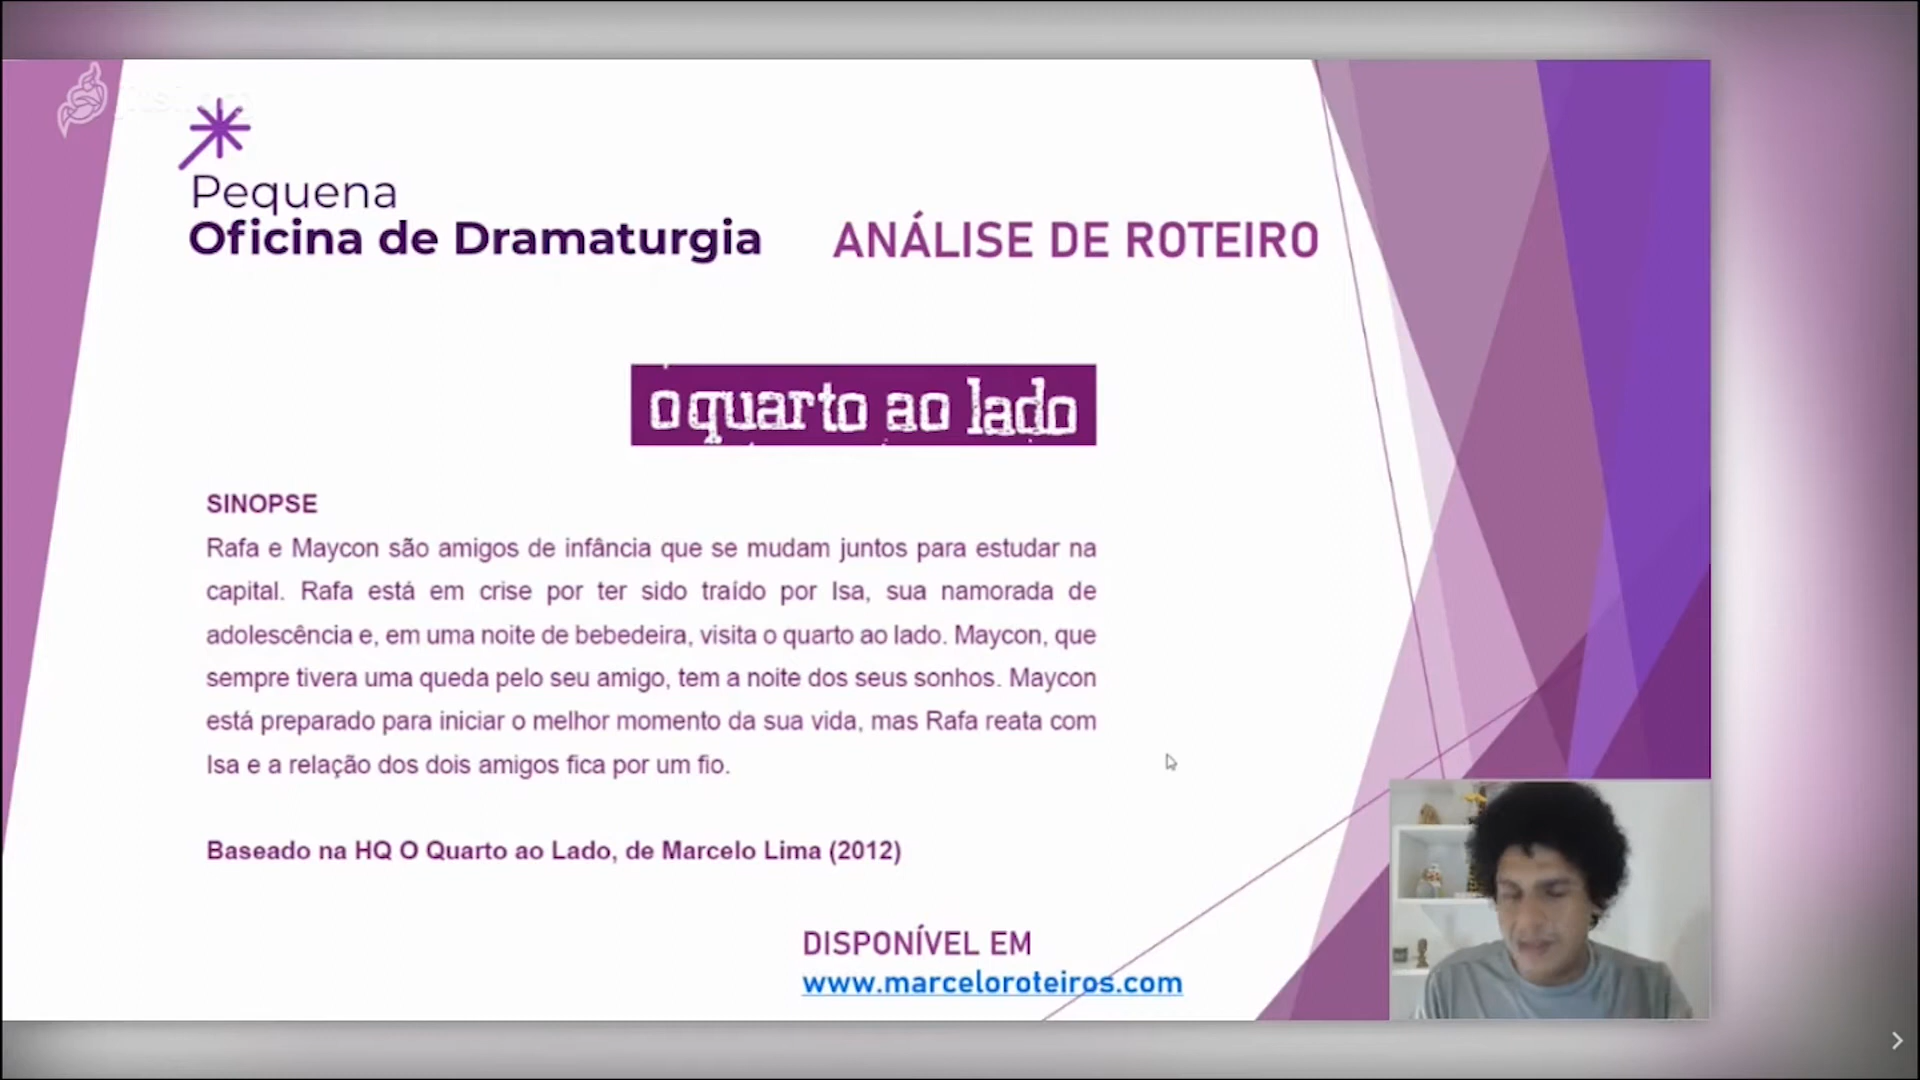 Pequena
Oficina de Dramaturgia
ANÁLISE DE ROTEIRO
o quarto ao lado
SINOPSE
Rafa e Maycon são amigos de infância que se mudam juntos para estudar na
capital. Rafa está em crise por ter sido traído por Isa, sua namorada de
adolescência e, em uma noite de bebedeira, visita o quarto ao lado. Maycon, que
sempre tivera uma queda pelo seu amigo, tem a noite dos seus sonhos. Maycon
está preparado para iniciar o melhor momento da sua vida, mas Rafa reata com
Isa e a relação dos dois amigos fica por um fio.
Baseado na HQ O Quarto ao Lado, de Marcelo Lima (2012)
DISPONÍVEL EM
www.marceloroteiros.com